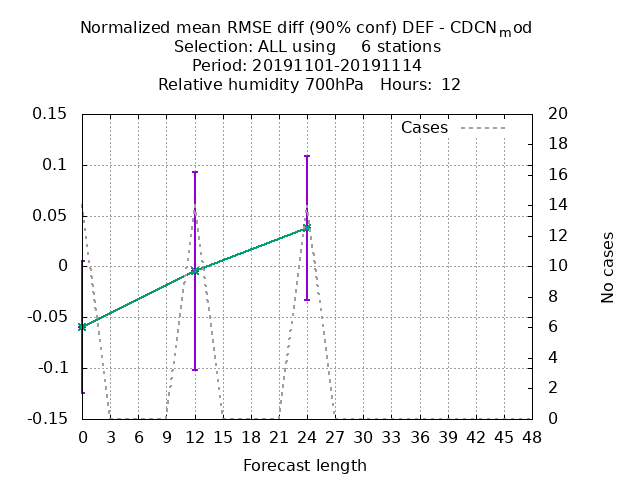 Normalized mean RMSE diff (90% conf) DEF - CDCNmod
Selection: ALL using 6 stations
Period: 20191101-20191114
Relative humidity 700hPa Hours: 12
Cases
0.15
0.1
0.05
0
-0.05
-0.1
-0.15
20
18
16
14
12
10
8
6
4
2
0
No cases
0 3 6 9 12 15 18 21 24 27 30 33 36 39 42 45 48
Forecast length